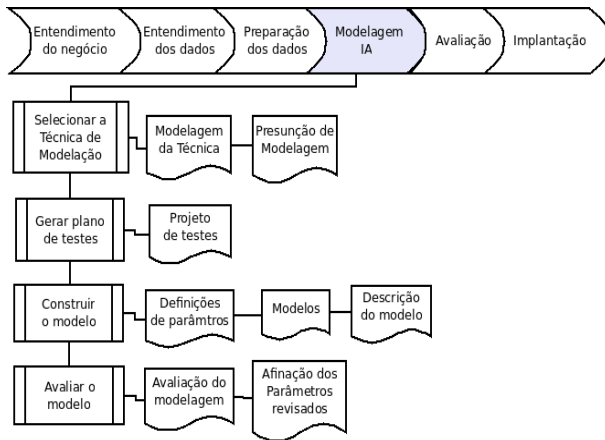 Entendimento
do negócio
Entendimento
dos dados
Preparação
dos dados
Modelagem
IA
Avaliação
Implantação
Selecionar a
Técnica de
Modelação
Modelagem
da Técnica
Presunção de
Modelagem
Gerar plano
de testes
Projeto
de testes
Construir
o modelo
Definições
de parâmtros
Modelos
Descrição
do modelo
Avaliar o
modelo
Avaliação do
modelagem
Afinação dos
Parâmetros
revisados